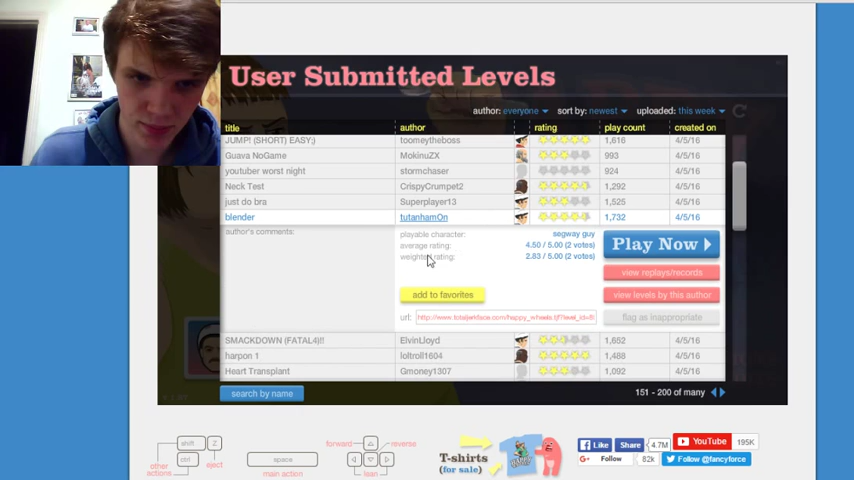 User Submitted Levels
author: everyone sort by: newest uploaded: this week
title author rating play count created on
JUMP! (SHORT) EASY;) toomeytheboss 1,616 4/5/16
Guava NoGame MokinuZX 993 4/5/16
youtuber worst night stormchaser 924 4/5/16
Neck Test CrispyCrumpet2 1,292 4/5/16
just do bra Superplayer13 1,525 4/5/16
blender tutanhamOn 1,732 4/5/16
author's comments:
playable character: segway guy
average rating: 4.50 / 5.00 (2 votes)
weighted rating: 2.83 / 5.00 (2 votes)
Play Now
view replays/records
add to favorites
view levels by this author
url: http://www.totaljerkface.com/happy_wheels.tjf?level_id=
flag as inappropriate
SMACKDOWN (FATAL4)!! ElvinLloyd 1,652 4/5/16
harpon 1 loltroll1604 1,488 4/5/16
Heart Transplant Gmoney1307 1,092 4/5/16
search by name
151 - 200 of many
shift Z
ctrl
eject
other actions
space
main action
forward
reverse
lean
T-shirts
(for sale)
Like Share 4.7M
YouTube 195K
G+ Follow 82k
Follow @fancyforce